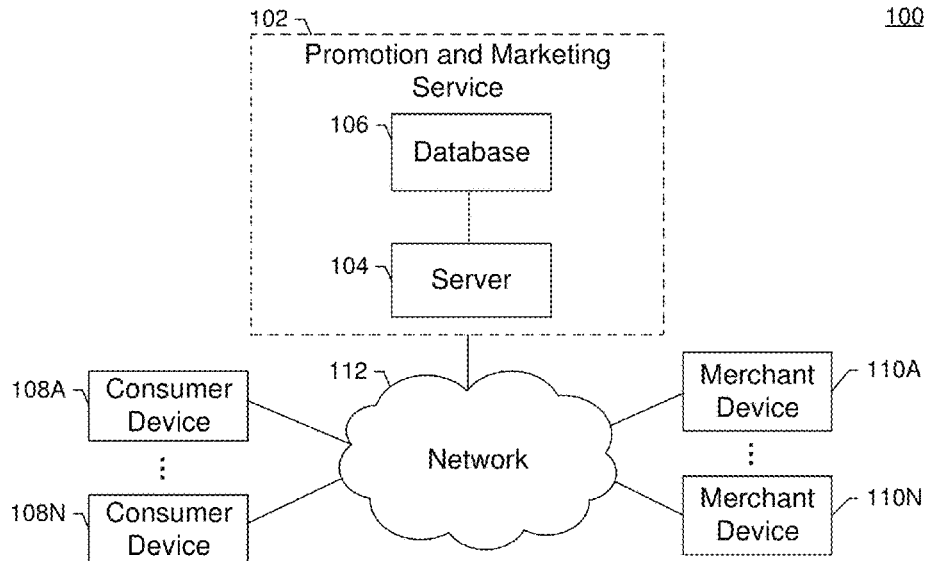 100
102
Promotion and Marketing
Service
106
Database
104
Server
112
108A
Consumer
Device
Merchant
Device
110A
Network
108N
Consumer
Device
Merchant
Device
110N